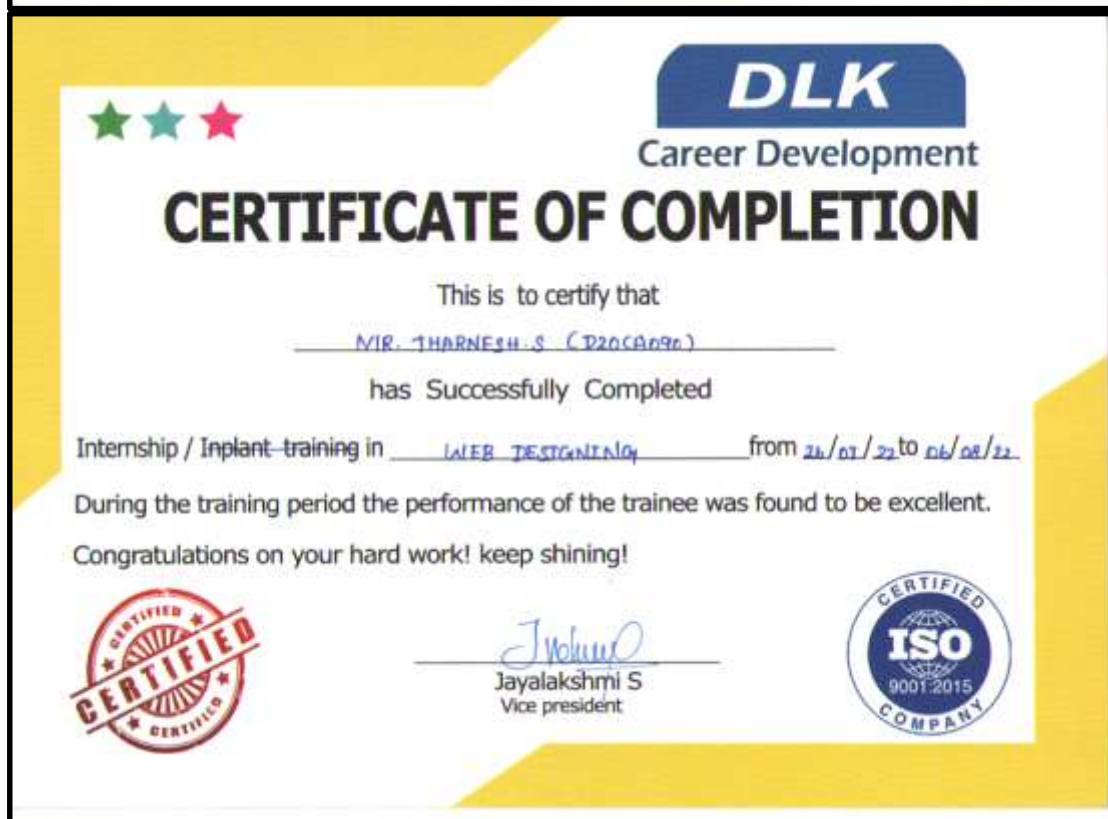 DLK
Career Development
CERTIFICATE OF COMPLETION
This is to certify that
MR. THARNESH.S (D20CA090)
has Successfully Completed
Internship / Inplant training in WEB DESIGNING from 26/07/22 to 06/08/22
During the training period the performance of the trainee was found to be excellent.
Congratulations on your hard work! keep shining!
CERTIFIED
CERTIFIED
CERTIFIED
Jayalakshmi S
Vice president
CERTIFIED
ISO
9001:2015
COMPANY